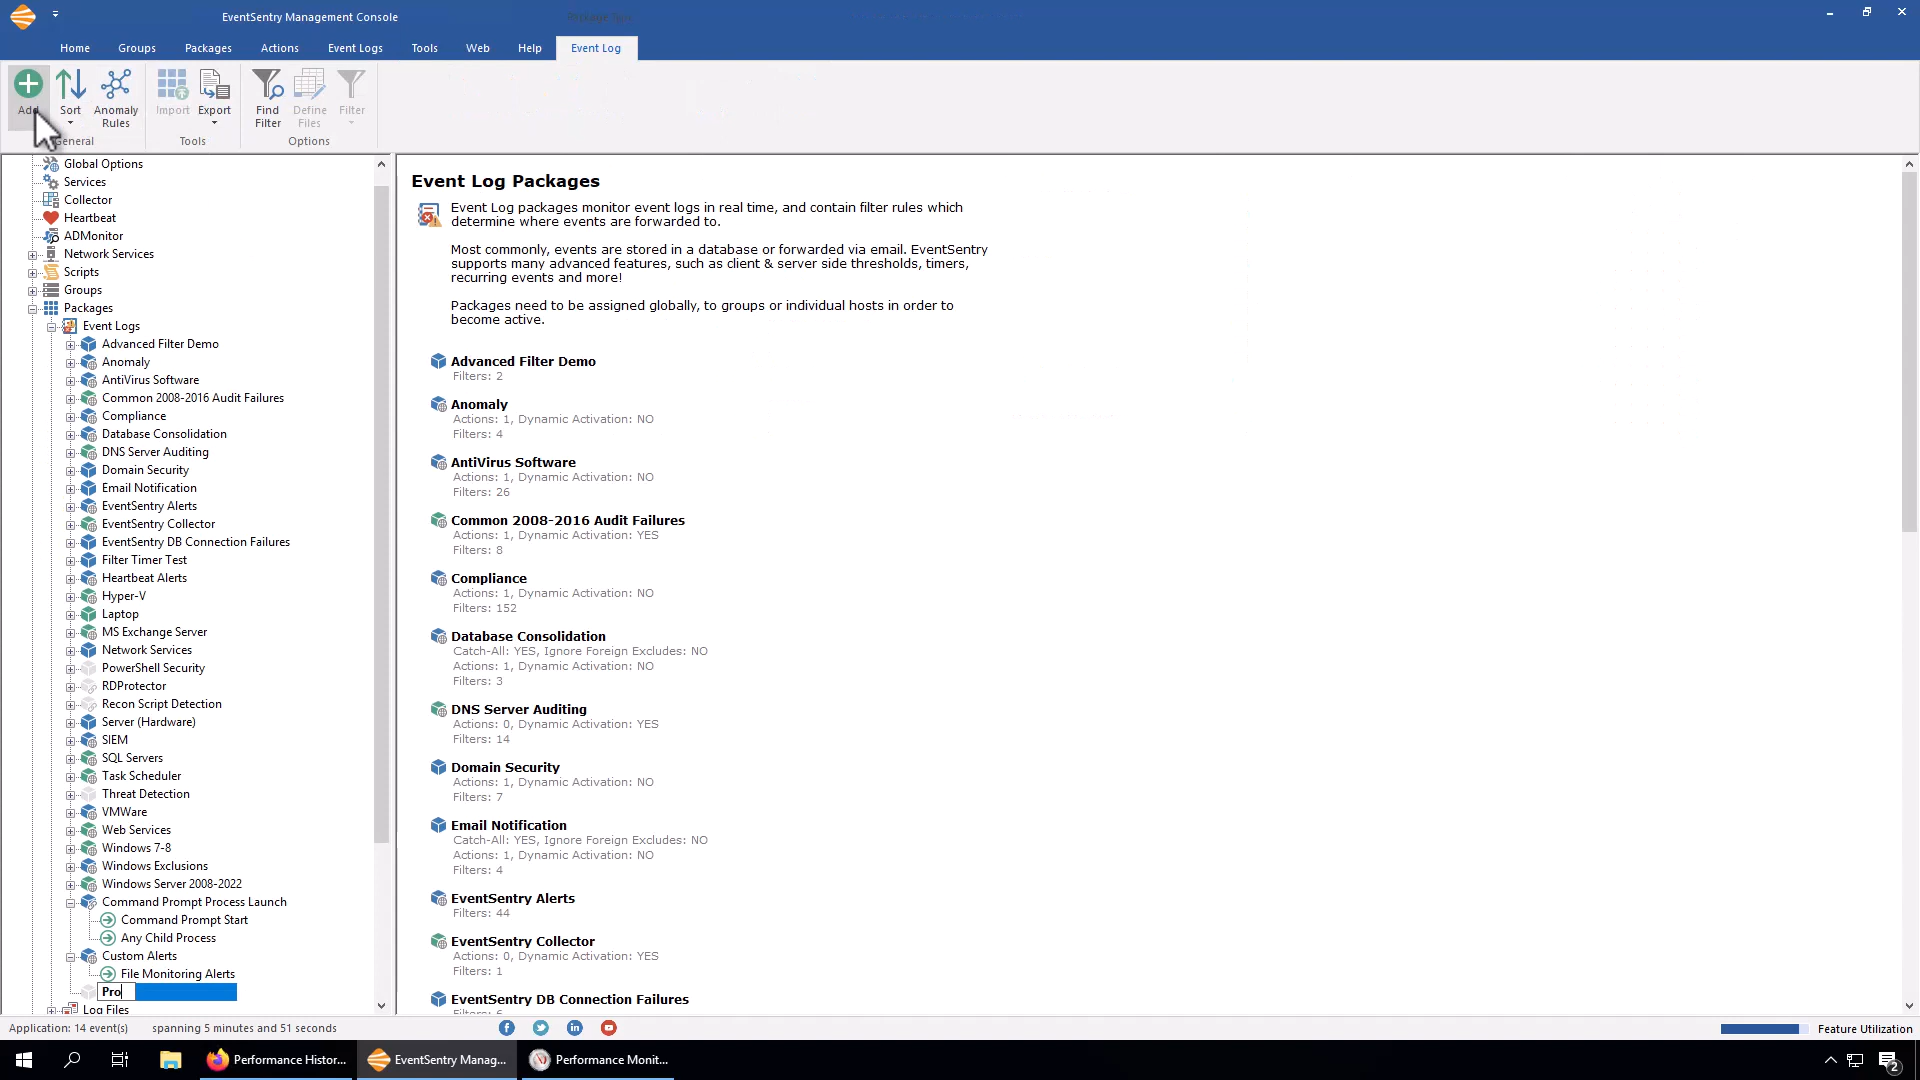 EventSentry Management Console
Package Tips
Home
Groups
Packages
Actions
Event Logs
Tools
Web
Help
Event Log
Add
Sort
Anomaly
Rules
Import
Export
Find
Filter
Define
Files
Filter
General
Tools
Options
Global Options
Services
Collector
Heartbeat
ADMonitor
Network Services
Scripts
Groups
Packages
Event Logs
Advanced Filter Demo
Anomaly
AntiVirus Software
Common 2008-2016 Audit Failures
Compliance
Database Consolidation
DNS Server Auditing
Domain Security
Email Notification
EventSentry Alerts
EventSentry Collector
EventSentry DB Connection Failures
Filter Timer Test
Heartbeat Alerts
Hyper-V
Laptop
MS Exchange Server
Network Services
PowerShell Security
RDProtector
Recon Script Detection
Server (Hardware)
SIEM
SQL Servers
Task Scheduler
Threat Detection
VMWare
Web Services
Windows 7-8
Windows Exclusions
Windows Server 2008-2022
Command Prompt Process Launch
Command Prompt Start
Any Child Process
Custom Alerts
File Monitoring Alerts
Pro
Log Files
Event Log Packages
Event Log packages monitor event logs in real time, and contain filter rules which
determine where events are forwarded to.
Most commonly, events are stored in a database or forwarded via email. EventSentry
supports many advanced features, such as client & server side thresholds, timers,
recurring events and more!
Packages need to be assigned globally, to groups or individual hosts in order to
become active.
Advanced Filter Demo
Filters: 2
Anomaly
Actions: 1, Dynamic Activation: NO
Filters: 4
AntiVirus Software
Actions: 1, Dynamic Activation: NO
Filters: 26
Common 2008-2016 Audit Failures
Actions: 1, Dynamic Activation: YES
Filters: 8
Compliance
Actions: 1, Dynamic Activation: NO
Filters: 152
Database Consolidation
Catch-All: YES, Ignore Foreign Excludes: NO
Actions: 1, Dynamic Activation: NO
Filters: 3
DNS Server Auditing
Actions: 0, Dynamic Activation: YES
Filters: 14
Domain Security
Actions: 1, Dynamic Activation: NO
Filters: 7
Email Notification
Catch-All: YES, Ignore Foreign Excludes: NO
Actions: 1, Dynamic Activation: NO
Filters: 4
EventSentry Alerts
Filters: 44
EventSentry Collector
Actions: 0, Dynamic Activation: YES
Filters: 1
EventSentry DB Connection Failures
Application: 14 event(s)
spanning 5 minutes and 51 seconds
Feature Utilization
Performance Histor...
EventSentry Manag...
Performance Monit...
2